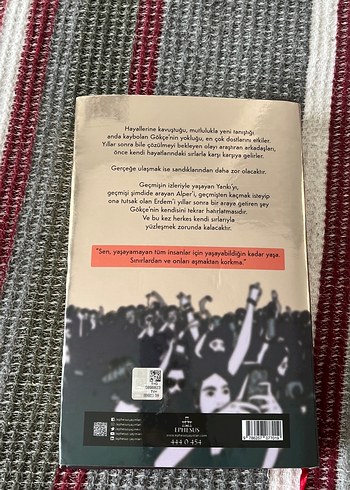 Hayallerine kavuştuğu, mutlulukla yeni tanıştığı
anda kaybolan Gökçe'nin yokluğu, en çok dostlarını etkiler.
Yıllar sonra bile çözülmeyi bekleyen olayı araştıran arkadaşları,
önce kendi hayatlarındaki sırlarla karşı karşıya gelirler.
Gerçeğe ulaşmak ise sandıklarından daha zor olacaktır.
Geçmişin izleriyle yaşayan Yankı'yı,
geçmişi şimdide arayan Alper'i, geçmişten kaçmak isteyip
ona tutsak olan Erdem'i yıllar sonra bir araya getiren şey
Gökçe'nin kendisini tekrar hatırlatmasıdır.
Ve bu kez herkes kendi sırlarıyla
yüzleşmek zorunda kalacaktır.
"Sen, yaşayamayan tüm insanlar için yaşayabildiğin kadar yaşa.
Sınırlardan ve onları aşmaktan korkma."
EPHESUS
444 0 454